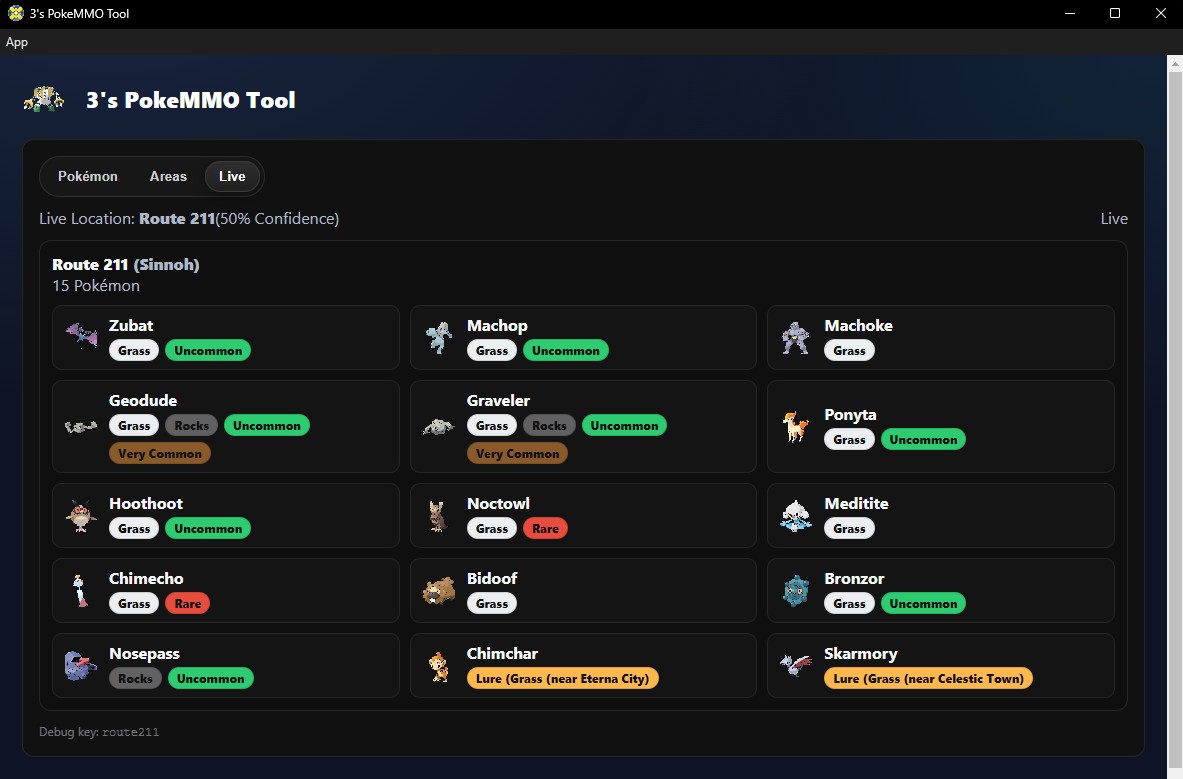 3's PokeMMO Tool
App
3's PokeMMO Tool
Pokémon Areas Live
Live Location: Route 211(50% Confidence) Live
Route 211 (Sinnoh)
15 Pokémon
Zubat
Grass Uncommon
Machop
Grass Uncommon
Machoke
Grass
Geodude
Grass Rocks Uncommon
Very Common
Graveler
Grass Rocks Uncommon
Very Common
Ponyta
Grass Uncommon
Hoothoot
Grass Uncommon
Noctowl
Grass Rare
Meditite
Grass
Chimecho
Grass Rare
Bidoof
Grass
Bronzor
Grass Uncommon
Nosepass
Rocks Uncommon
Chimchar
Lure (Grass (near Eterna City)
Skarmory
Lure (Grass (near Celestic Town)
Debug key: route211